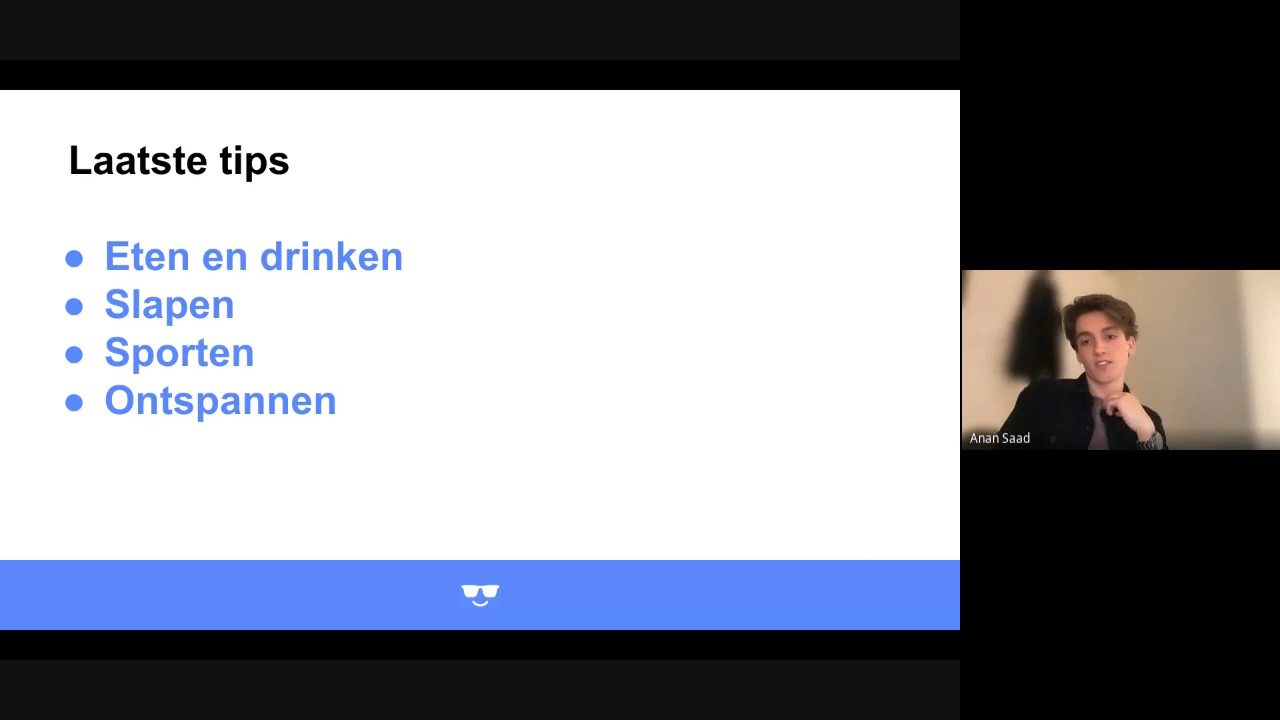 Laatste tips
● Eten en drinken
● Slapen
● Sporten
● Ontspannen
Anan Saad